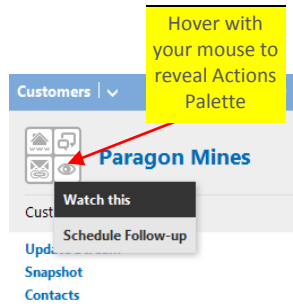 Hover with
your mouse to
reveal Actions
Palette
Customers
Paragon Mines
Watch this
Cust
Schedule Follow-up
Snapshot
Contacts